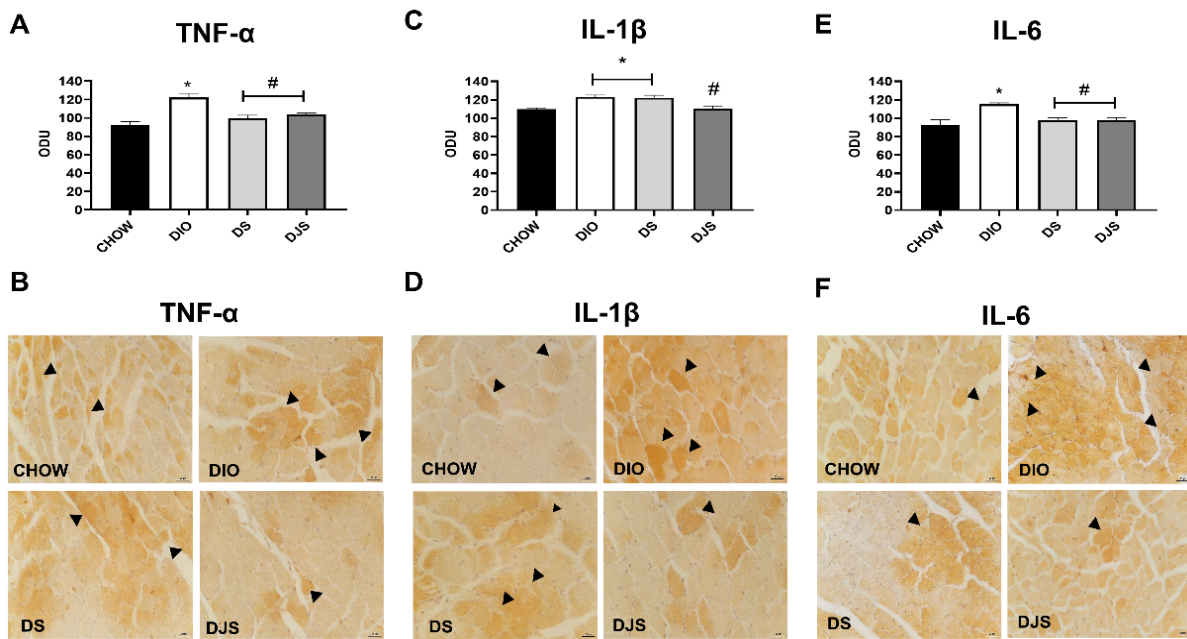 A
TNF-α
*
#
140
120
100
80
60
40
20
0
ODU
CHOW
DIO
DS
DJS
C
IL-1β
*
#
140
120
100
80
60
40
20
0
ODU
CHOW
DIO
DS
DJS
E
IL-6
*
#
140
120
100
80
60
40
20
0
ODU
CHOW
DIO
DS
DJS
B
TNF-α
CHOW
DIO
DS
DJS
D
IL-1β
CHOW
DIO
DS
DJS
F
IL-6
CHOW
DIO
DS
DJS